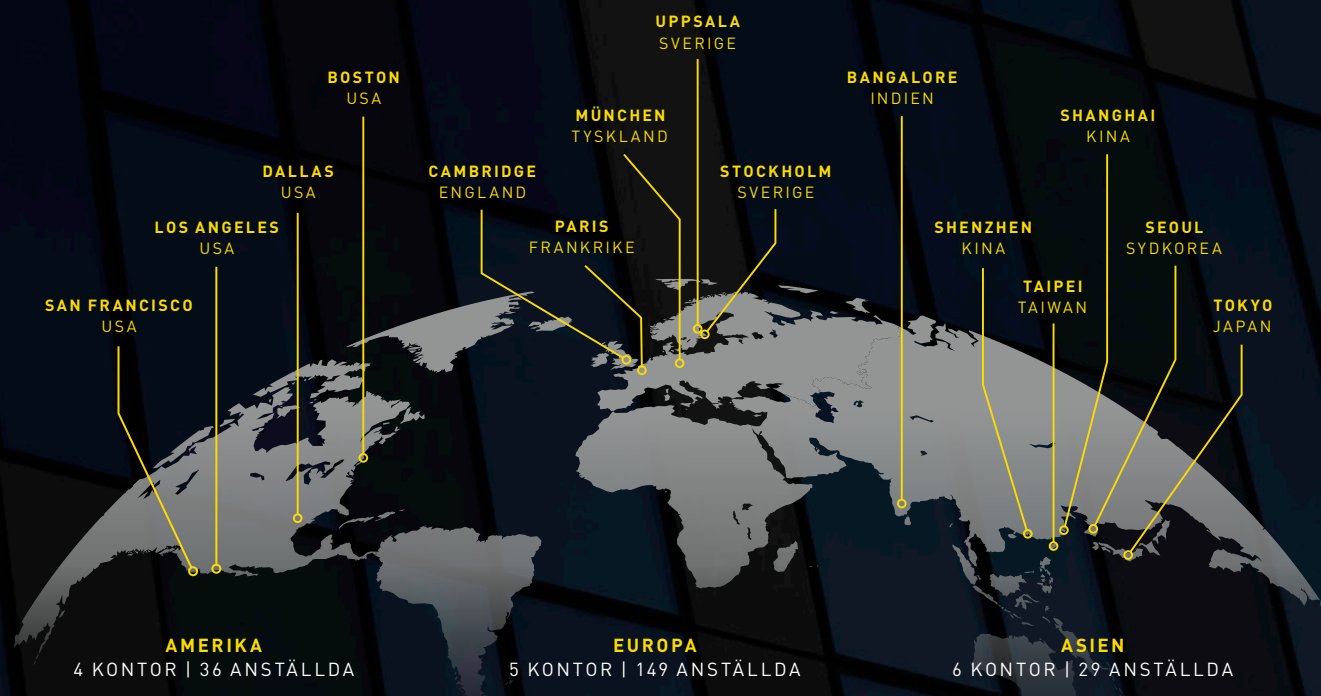 UPPSALA
SVERIGE
BOSTON
USA
BANGALORE
INDIEN
MÜNCHEN
TYSKLAND
SHANGHAI
KINA
DALLAS
USA
CAMBRIDGE
ENGLAND
STOCKHOLM
SVERIGE
LOS ANGELES
USA
PARIS
FRANKRIKE
SHENZHEN
KINA
SEOUL
SYDKOREA
TAIPEI
TAIWAN
SAN FRANCISCO
USA
TOKYO
JAPAN
AMERIKA
4 KONTOR | 36 ANSTÄLLDA
EUROPA
5 KONTOR | 149 ANSTÄLLDA
ASIEN
6 KONTOR | 29 ANSTÄLLDA